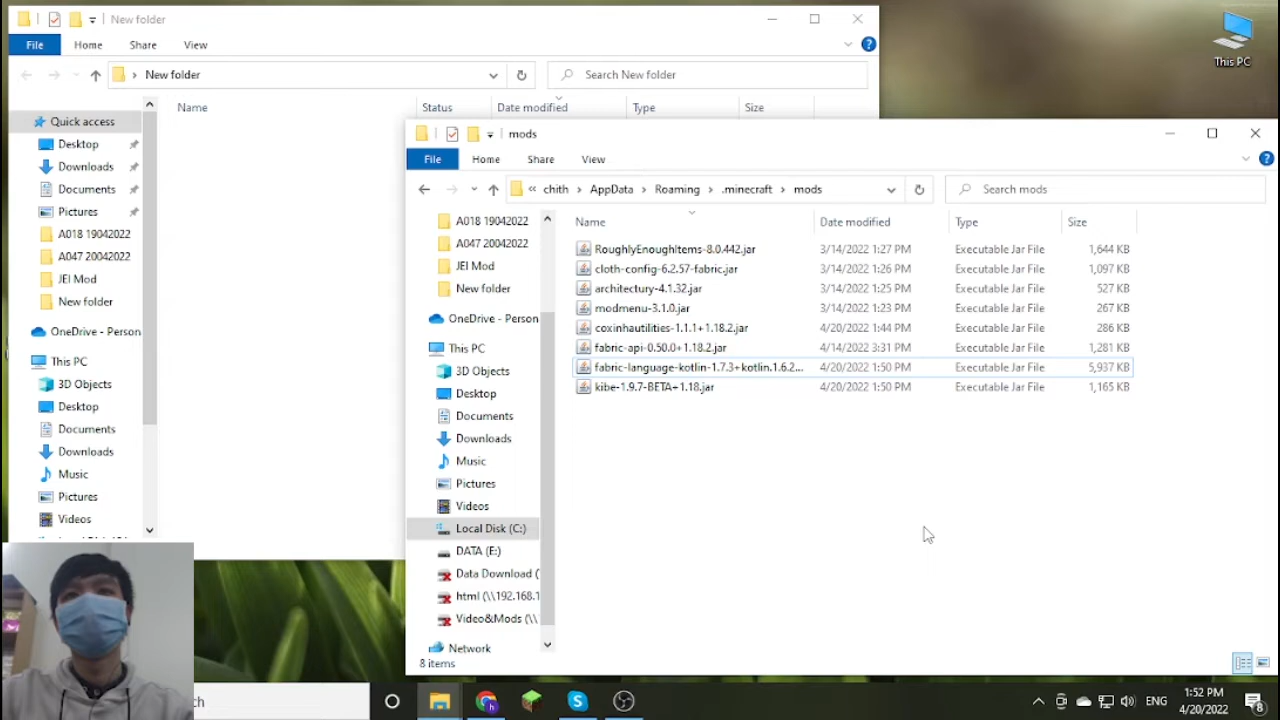 New folder
File Home Share View
New folder
Search New folder
Name Status Date modified Type Size
Quick access
Desktop
Downloads
Documents
Pictures
A018 19042022
A047 20042022
JEI Mod
New folder
OneDrive - Person
This PC
3D Objects
Desktop
Documents
Downloads
Music
Pictures
Videos
mods
File Home Share View
« chith > AppData > Roaming > .minecraft > mods
Search mods
A018 19042022
A047 20042022
JEI Mod
New folder
OneDrive - Person
This PC
3D Objects
Desktop
Documents
Downloads
Music
Pictures
Videos
Local Disk (C:)
DATA (E:)
Data Download (
html (\\192.168.1
Video&Mods (\\
Network
Name Date modified Type Size
RoughlyEnoughItems-8.0.442.jar 3/14/2022 1:27 PM Executable Jar File 1,644 KB
cloth-config-6.2.57-fabric.jar 3/14/2022 1:26 PM Executable Jar File 1,097 KB
architectury-4.1.32.jar 3/14/2022 1:25 PM Executable Jar File 527 KB
modmenu-3.1.0.jar 3/14/2022 1:23 PM Executable Jar File 267 KB
coxinhautilities-1.1.1+1.18.2.jar 4/20/2022 1:44 PM Executable Jar File 286 KB
fabric-api-0.50.0+1.18.2.jar 4/14/2022 3:31 PM Executable Jar File 1,281 KB
fabric-language-kotlin-1.7.3+kotlin.1.6.2... 4/20/2022 1:50 PM Executable Jar File 5,937 KB
kibe-1.9.7-BETA+1.18.jar 4/20/2022 1:50 PM Executable Jar File 1,165 KB
8 items
This PC
ch
ENG
1:52 PM
4/20/2022
8